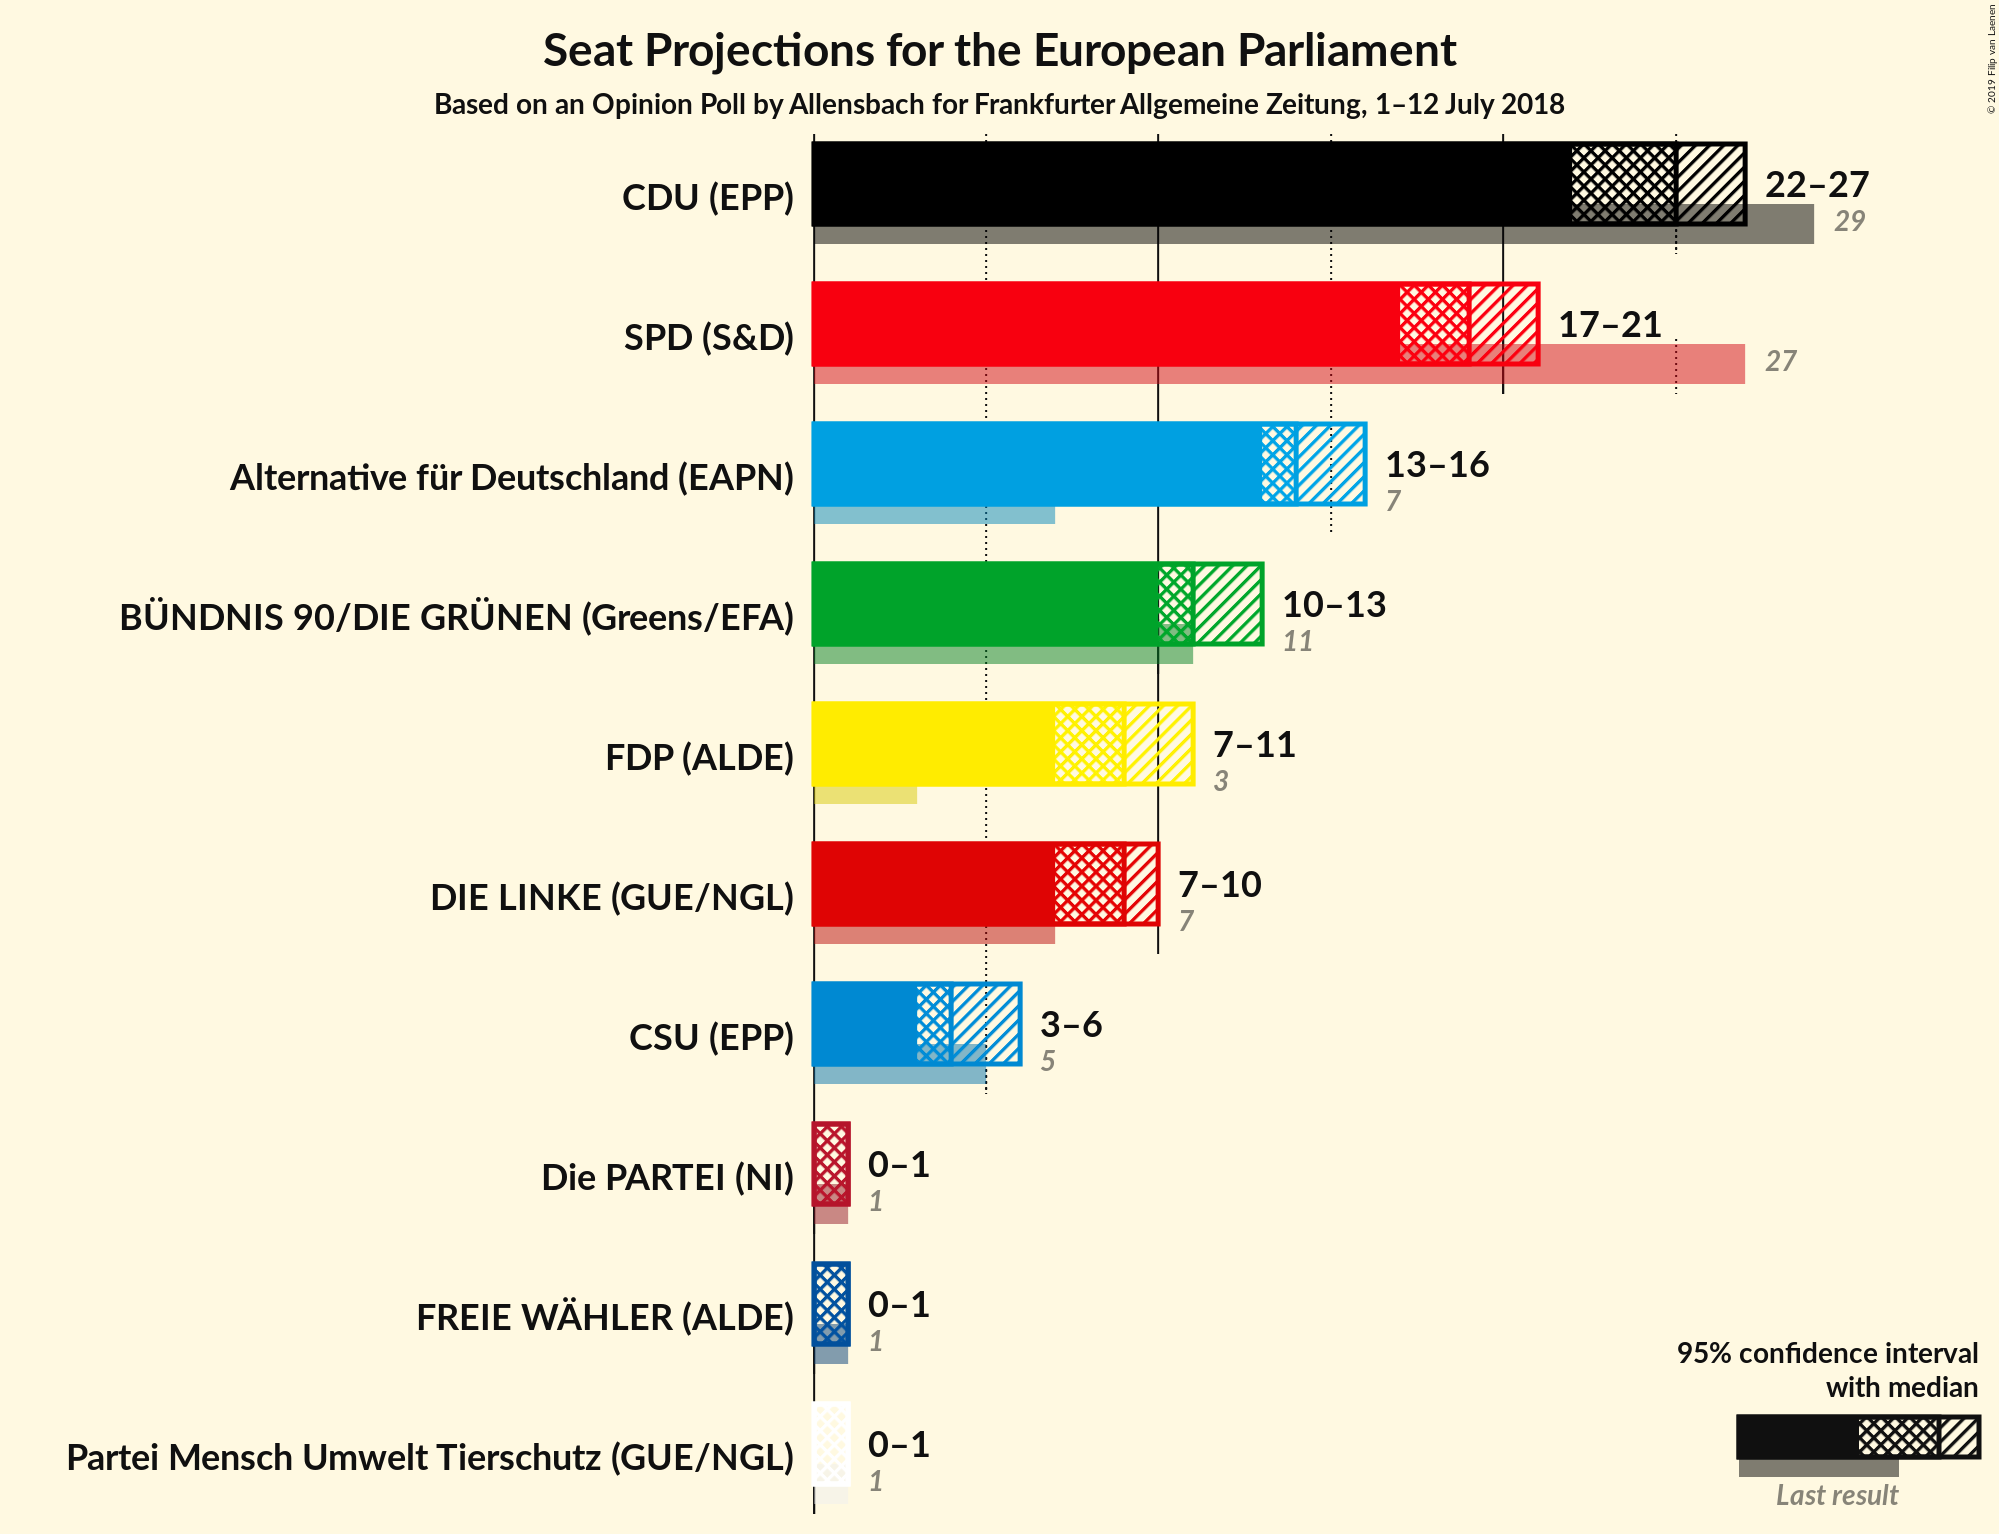 Seat Projections for the European Parliament
Based on an Opinion Poll by Allensbach for Frankfurter Allgemeine Zeitung, 1–12 July 2018
© 2019 Filip van Laenen
CDU (EPP)
22–27
29
SPD (S&D)
17–21
27
Alternative für Deutschland (EAPN)
13–16
7
BÜNDNIS 90/DIE GRÜNEN (Greens/EFA)
10–13
11
FDP (ALDE)
7–11
3
DIE LINKE (GUE/NGL)
7–10
7
CSU (EPP)
3–6
5
Die PARTEI (NI)
0–1
1
FREIE WÄHLER (ALDE)
0–1
1
Partei Mensch Umwelt Tierschutz (GUE/NGL)
0–1
1
95% confidence interval
with median
Last result